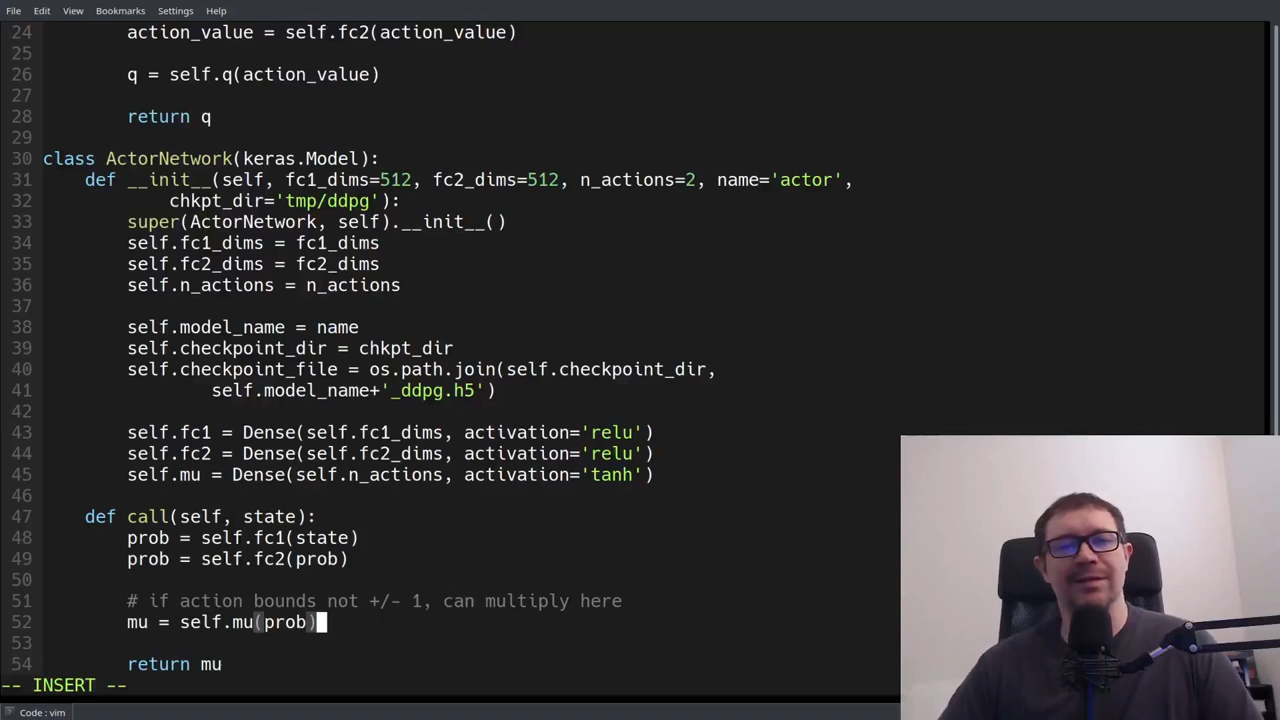 File Edit View Bookmarks Settings Help
24 action_value = self.fc2(action_value)
25
26 q = self.q(action_value)
27
28 return q
29
30 class ActorNetwork(keras.Model):
31 def __init__(self, fc1_dims=512, fc2_dims=512, n_actions=2, name='actor',
32 chkpt_dir='tmp/ddpg'):
33 super(ActorNetwork, self).__init__()
34 self.fc1_dims = fc1_dims
35 self.fc2_dims = fc2_dims
36 self.n_actions = n_actions
37
38 self.model_name = name
39 self.checkpoint_dir = chkpt_dir
40 self.checkpoint_file = os.path.join(self.checkpoint_dir,
41 self.model_name+'_ddpg.h5')
42
43 self.fc1 = Dense(self.fc1_dims, activation='relu')
44 self.fc2 = Dense(self.fc2_dims, activation='relu')
45 self.mu = Dense(self.n_actions, activation='tanh')
46
47 def call(self, state):
48 prob = self.fc1(state)
49 prob = self.fc2(prob)
50
51 # if action bounds not +/- 1, can multiply here
52 mu = self.mu(prob)
53
54 return mu
-- INSERT --
Code : vim